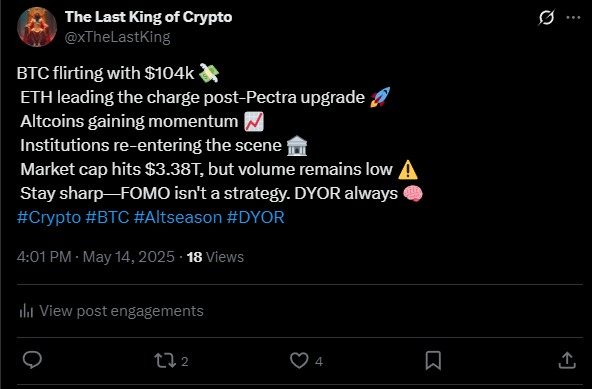 The Last King of Crypto
@xTheLastKing
BTC flirting with $104k 💸
ETH leading the charge post-Pectra upgrade 🚀
Altcoins gaining momentum 📈
Institutions re-entering the scene 🏛️
Market cap hits $3.38T, but volume remains low ⚠️
Stay sharp—FOMO isn't a strategy. DYOR always 🧠
#Crypto #BTC #Altseason #DYOR
4:01 PM · May 14, 2025 · 18 Views
View post engagements
2 4